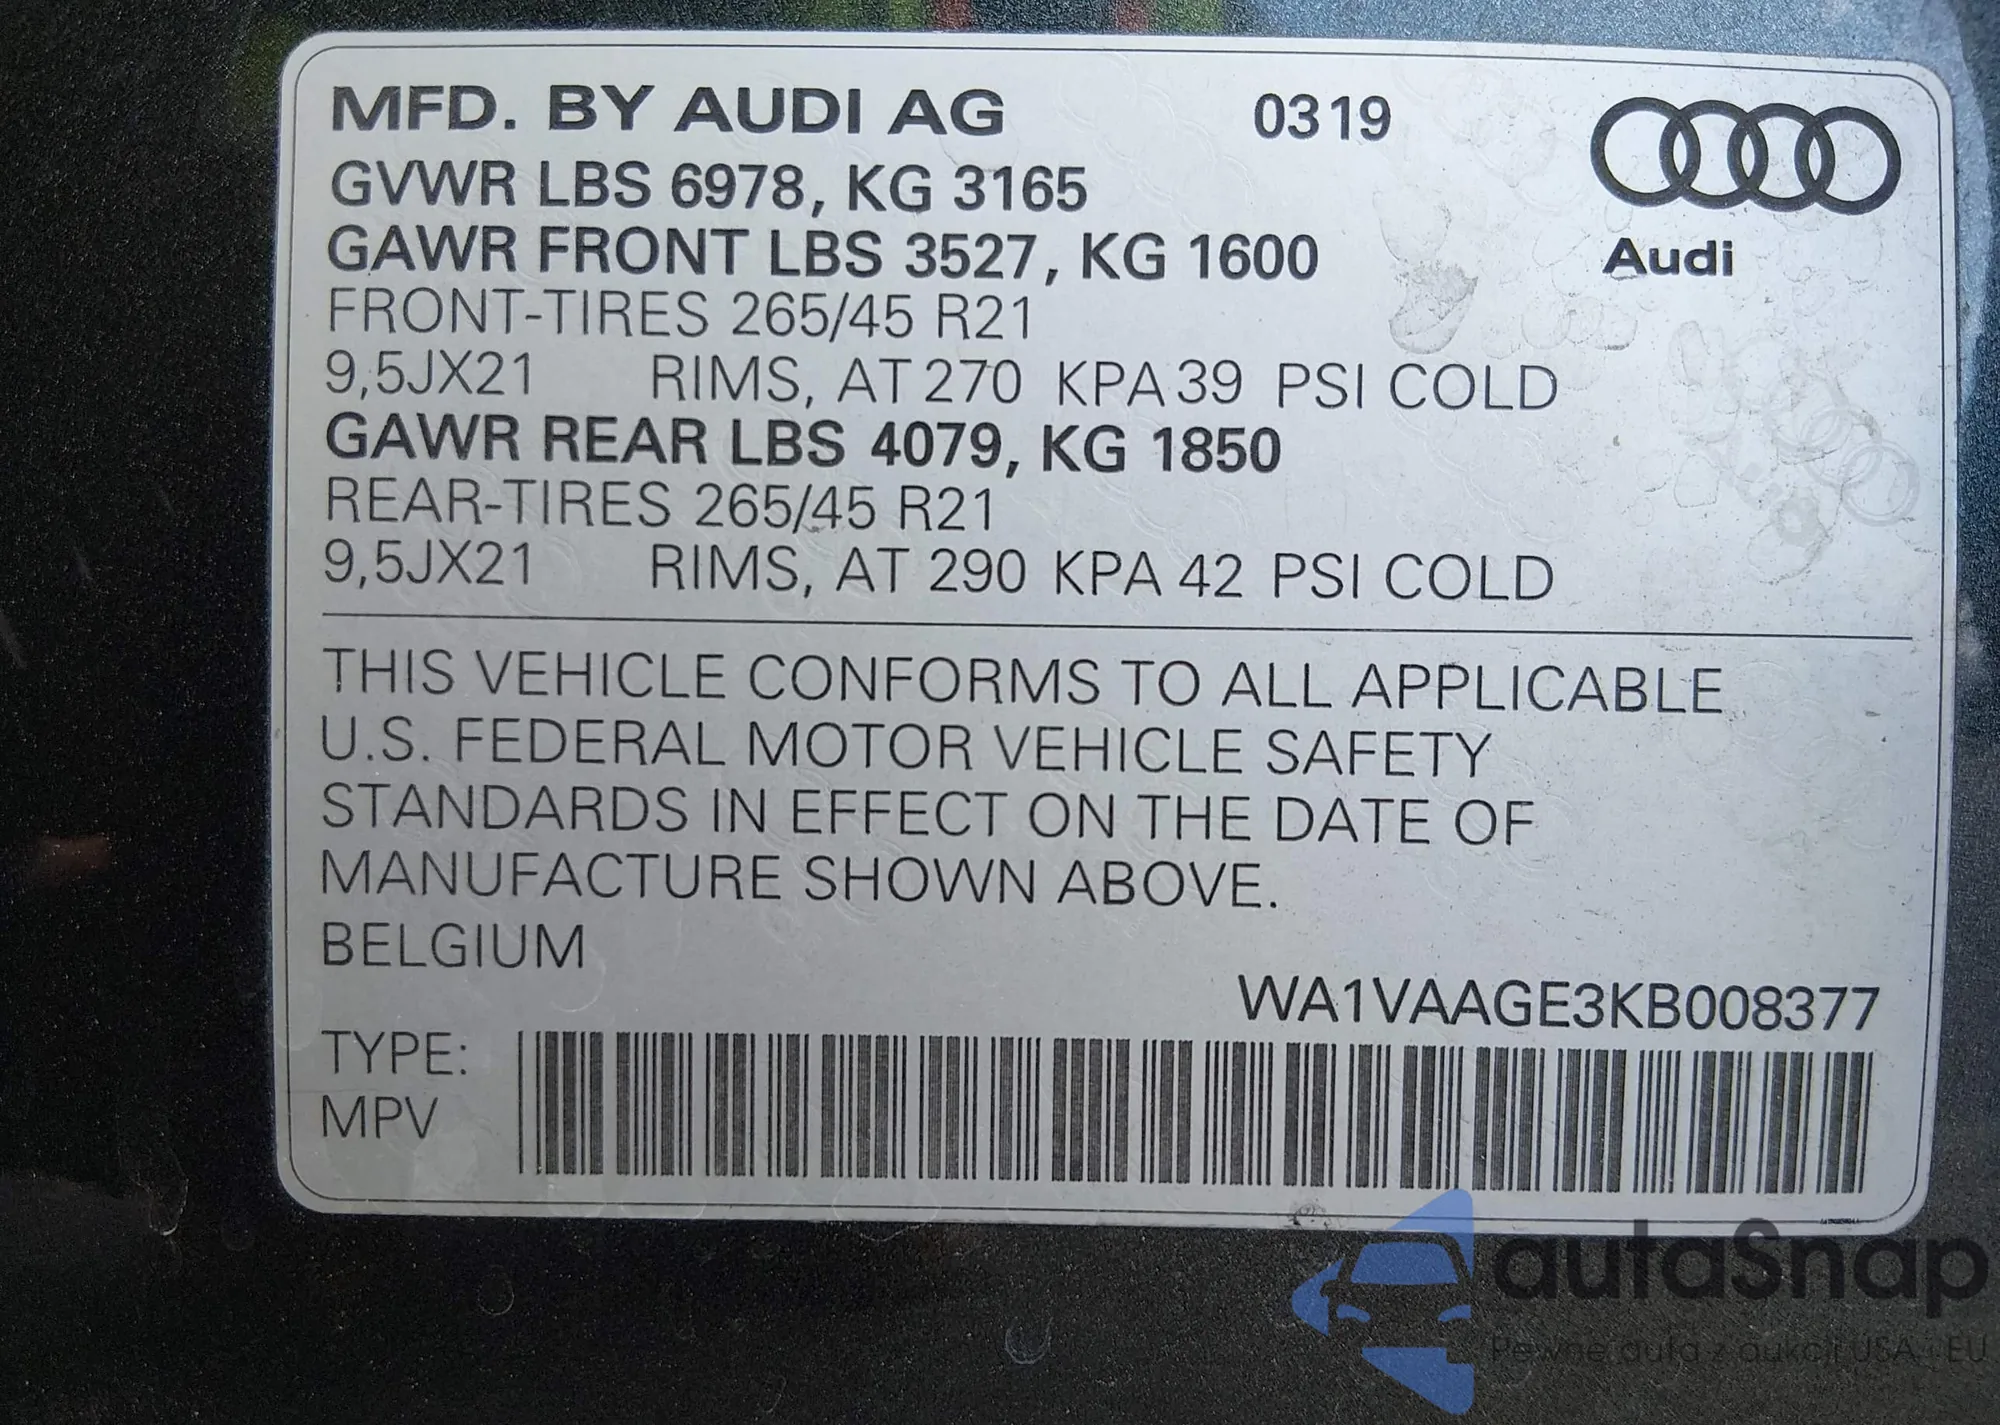 MFD. BY AUDI AG 0319
GVWR LBS 6978, KG 3165
GAWR FRONT LBS 3527, KG 1600
Audi
FRONT-TIRES 265/45 R21
9,5JX21 RIMS, AT 270 KPA 39 PSI COLD
GAWR REAR LBS 4079, KG 1850
REAR-TIRES 265/45 R21
9,5JX21 RIMS, AT 290 KPA 42 PSI COLD
THIS VEHICLE CONFORMS TO ALL APPLICABLE
U.S. FEDERAL MOTOR VEHICLE SAFETY
STANDARDS IN EFFECT ON THE DATE OF
MANUFACTURE SHOWN ABOVE.
BELGIUM
WA1VAAGE3KB008377
TYPE:
MPV
autaSnap
Pewne auta z aukcji USA i EU